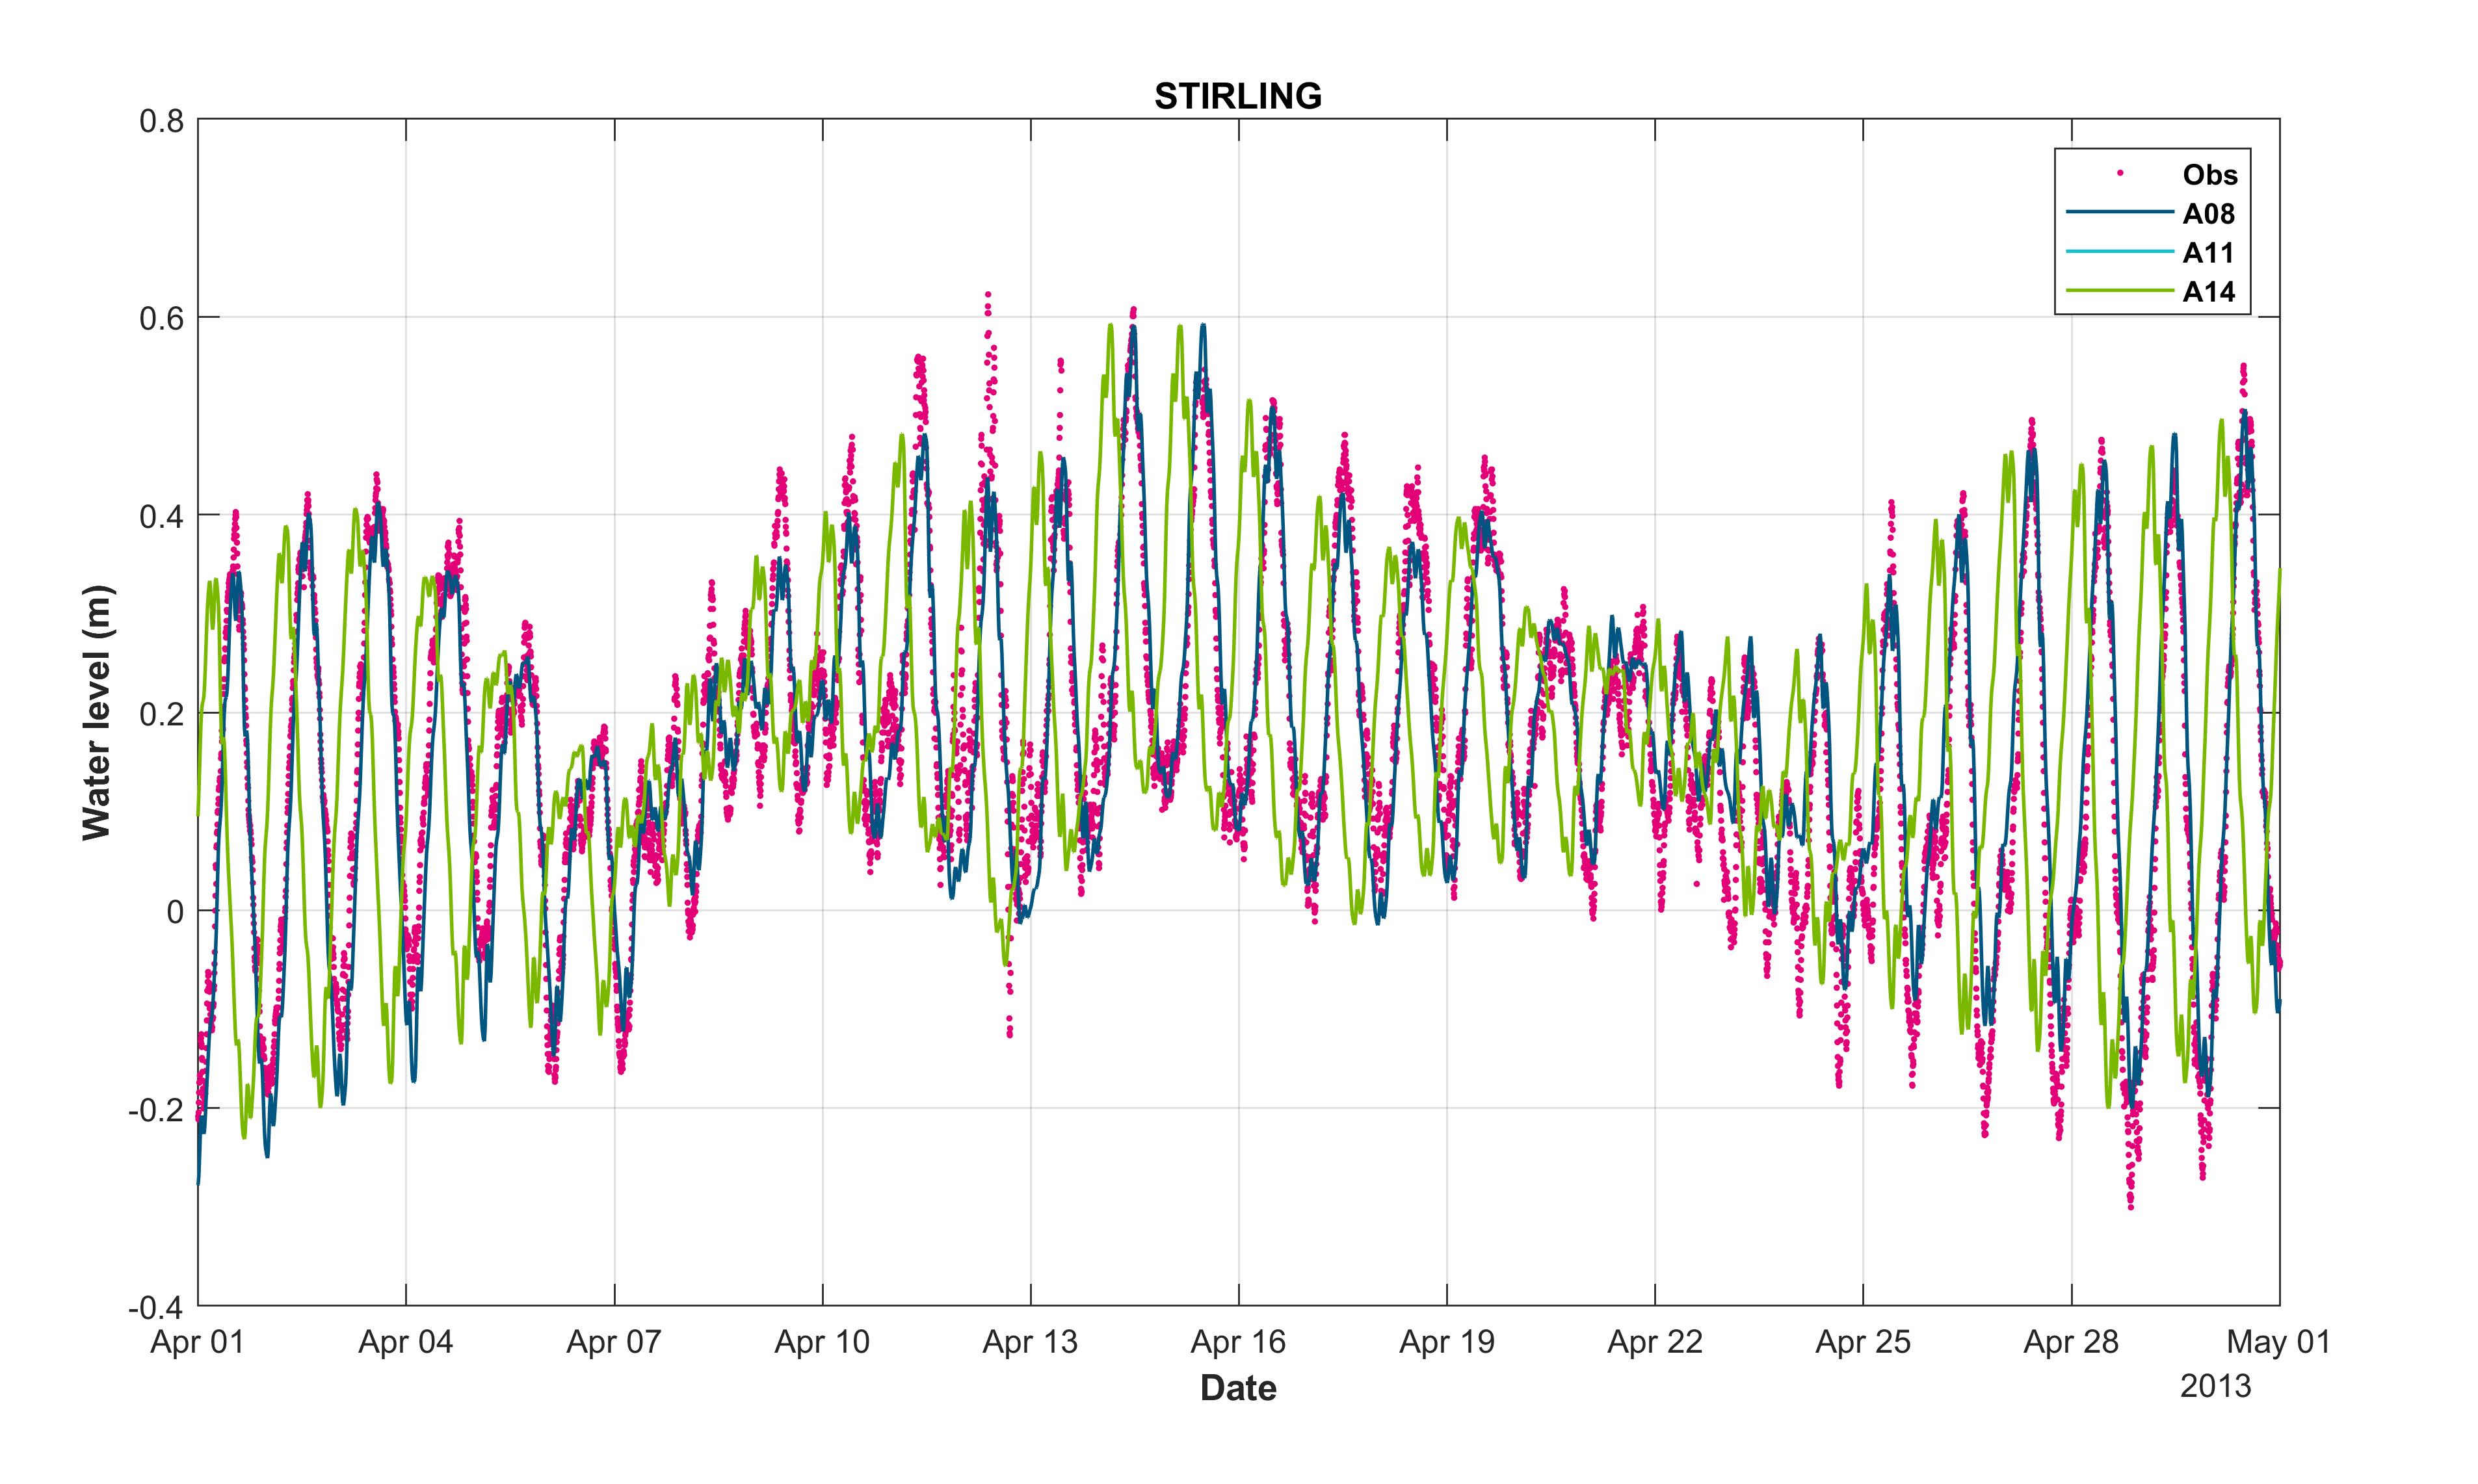 STIRLING
0.8
0.6
0.4
0.2
0
-0.2
-0.4
Water level (m)
Obs
A08
A11
A14
Apr 01 Apr 04 Apr 07 Apr 10 Apr 13 Apr 16 Apr 19 Apr 22 Apr 25 Apr 28 May 01
Date
2013